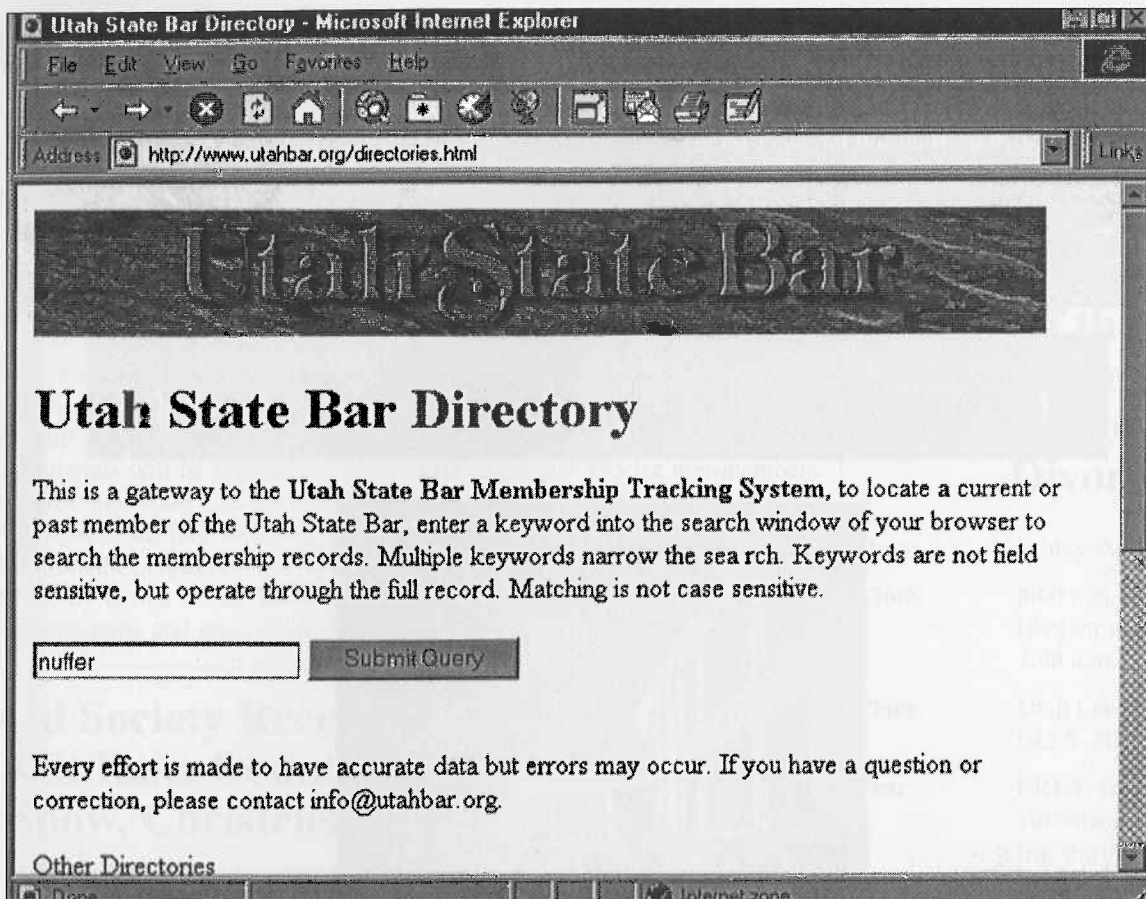 Utah State Bar Directory - Microsoft Internet Explorer
File Edit View Go Favorites Help
Address http://www.utahbar.org/directories.html Links
Utah State Bar
Utah State Bar Directory
This is a gateway to the Utah State Bar Membership Tracking System, to locate a current or
past member of the Utah State Bar, enter a keyword into the search window of your browser to
search the membership records. Multiple keywords narrow the sea rch. Keywords are not field
sensitive, but operate through the full record. Matching is not case sensitive.
nuffer Submit Query
Every effort is made to have accurate data but errors may occur. If you have a question or
correction, please contact info@utahbar.org.
Other Directories
Done Internet zone